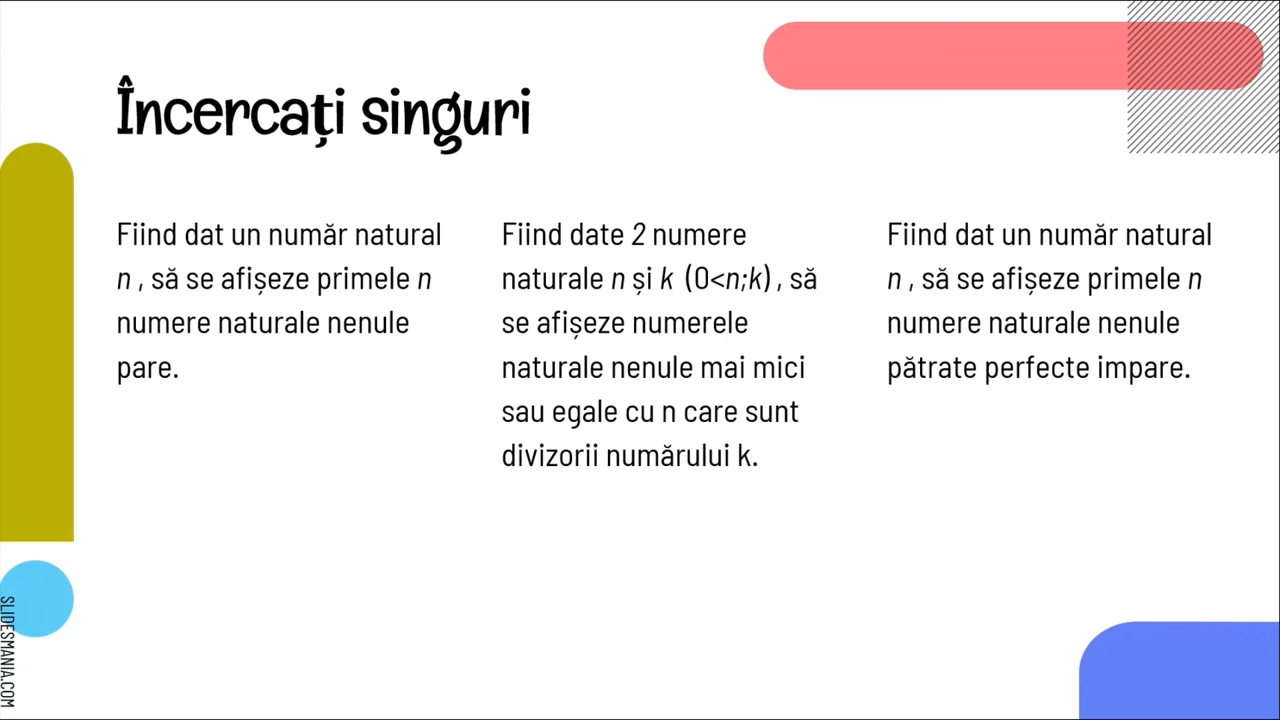 Încercați singuri
Fiind dat un număr natural
n , să se afișeze primele n
numere naturale nenule
pare.
Fiind date 2 numere
naturale n și k (0<n;k) , să
se afișeze numerele
naturale nenule mai mici
sau egale cu n care sunt
divizorii numărului k.
Fiind dat un număr natural
n , să se afișeze primele n
numere naturale nenule
pătrate perfecte impare.
SLIDESMANIA.COM